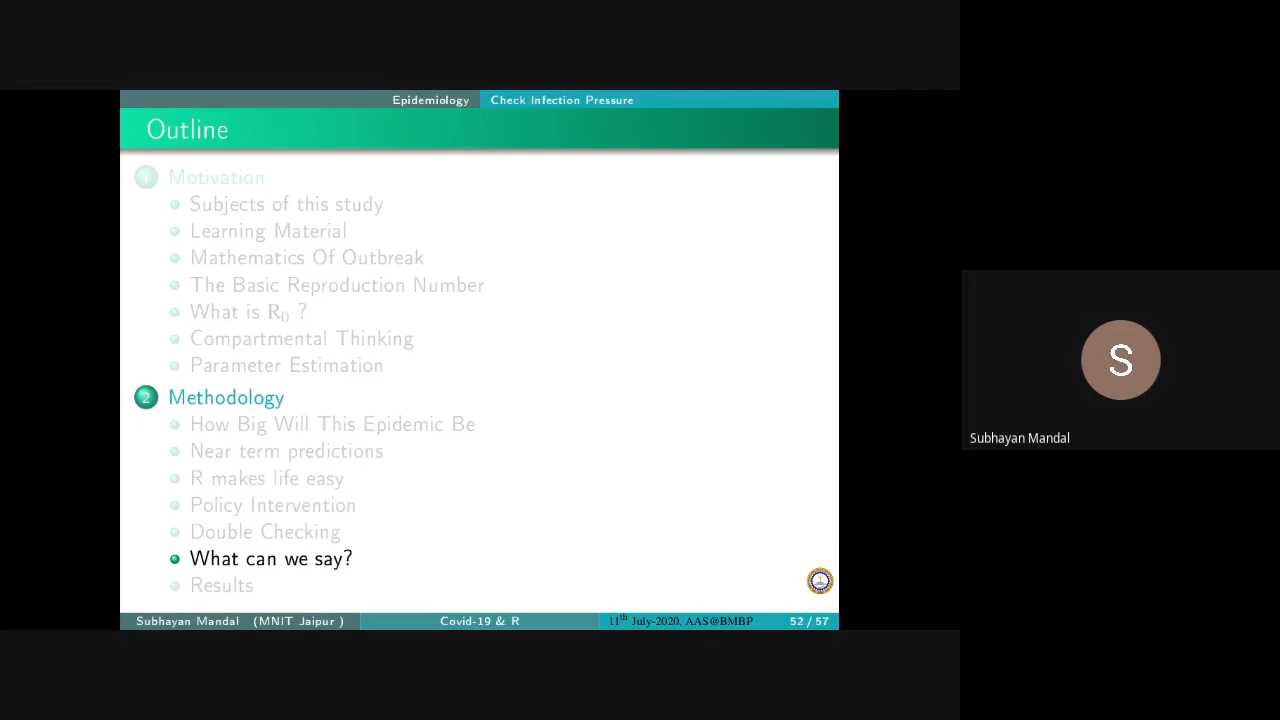 Epidemiology Check Infection Pressure
Outline
1 Motivation
Subjects of this study
Learning Material
Mathematics Of Outbreak
The Basic Reproduction Number
What is R₀ ?
Compartmental Thinking
Parameter Estimation
2 Methodology
How Big Will This Epidemic Be
Near term predictions
R makes life easy
Policy Intervention
Double Checking
What can we say?
Results
Subhayan Mandal (MNIT Jaipur ) Covid-19 & R 11th July-2020, AAS@BMBP 52 / 57
S
Subhayan Mandal